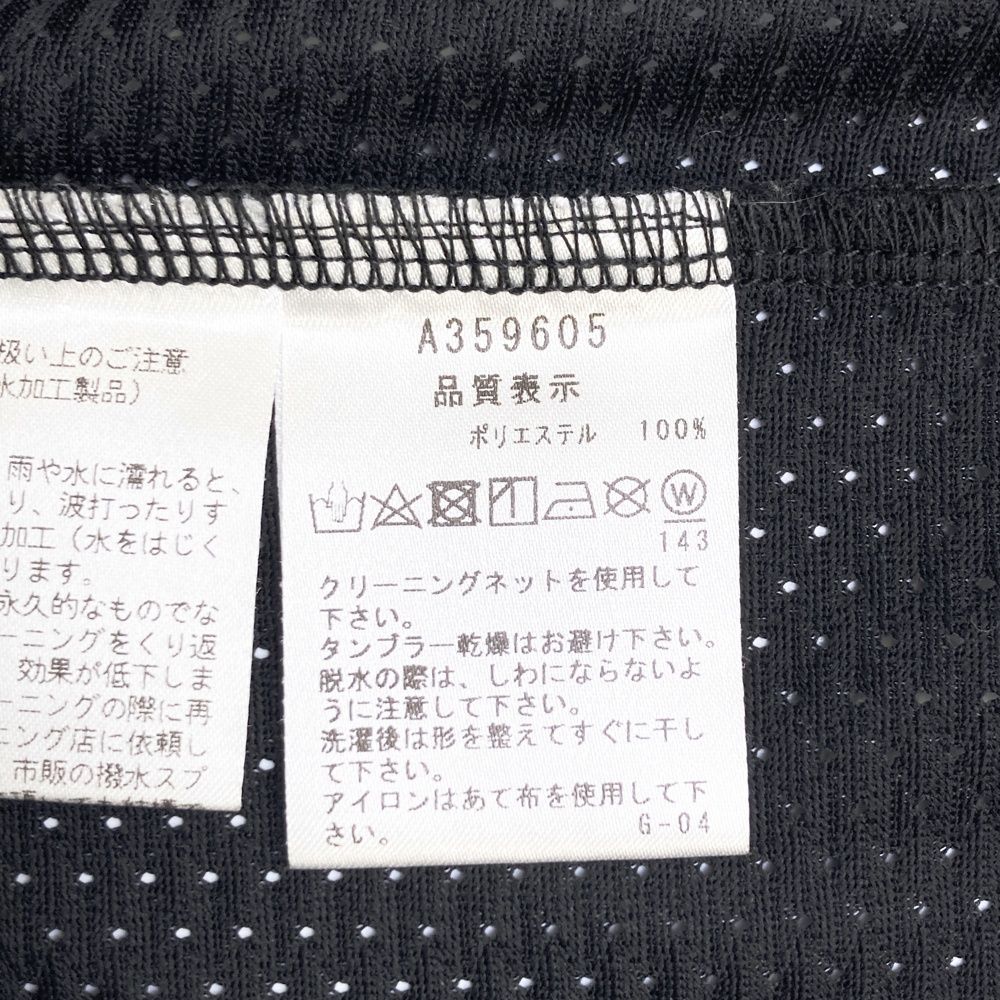 扱い上のご注意
水加工製品）
雨や水に濡れると、
り、波打ったりす
加工（水をはじく
ります。
永久的なものでな
ーニングをくり返
効果が低下しま
ーニングの際に再
ニング店に依頼し
市販の撥水スプ
A359605
品質表示
ポリエステル 100%
W
143
クリーニングネットを使用して
下さい。
タンブラー乾燥はお避け下さい。
脱水の際は、しわにならないよ
うに注意して下さい。
洗濯後は形を整えてすぐに干し
て下さい。
アイロンはあて布を使用して下
さい。
G-04